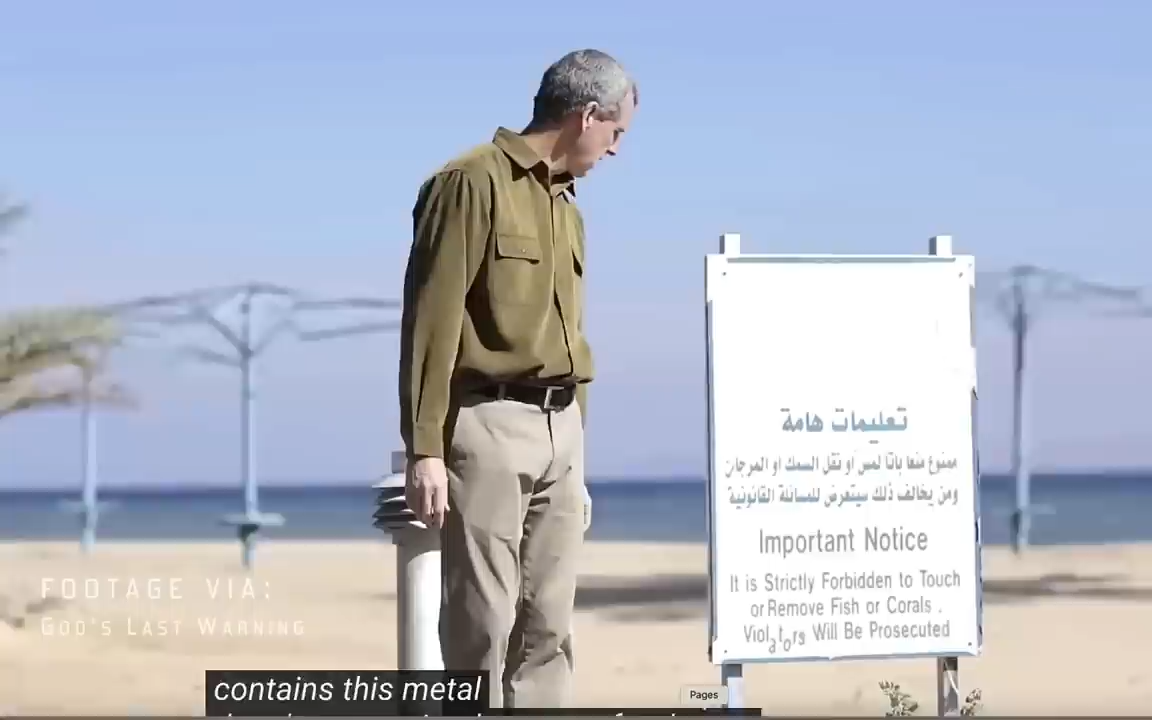 تعليمات هامة
ممنوع منعا باتا لمس او نقل السمك او المرجان
ومن يخالف ذلك سيتعرض للمسائلة القانونية
Important Notice
It is Strictly Forbidden to Touch
or Remove Fish or Corals .
Violators Will Be Prosecuted
FOOTAGE VIA:
GOD'S LAST WARNING
contains this metal
Pages